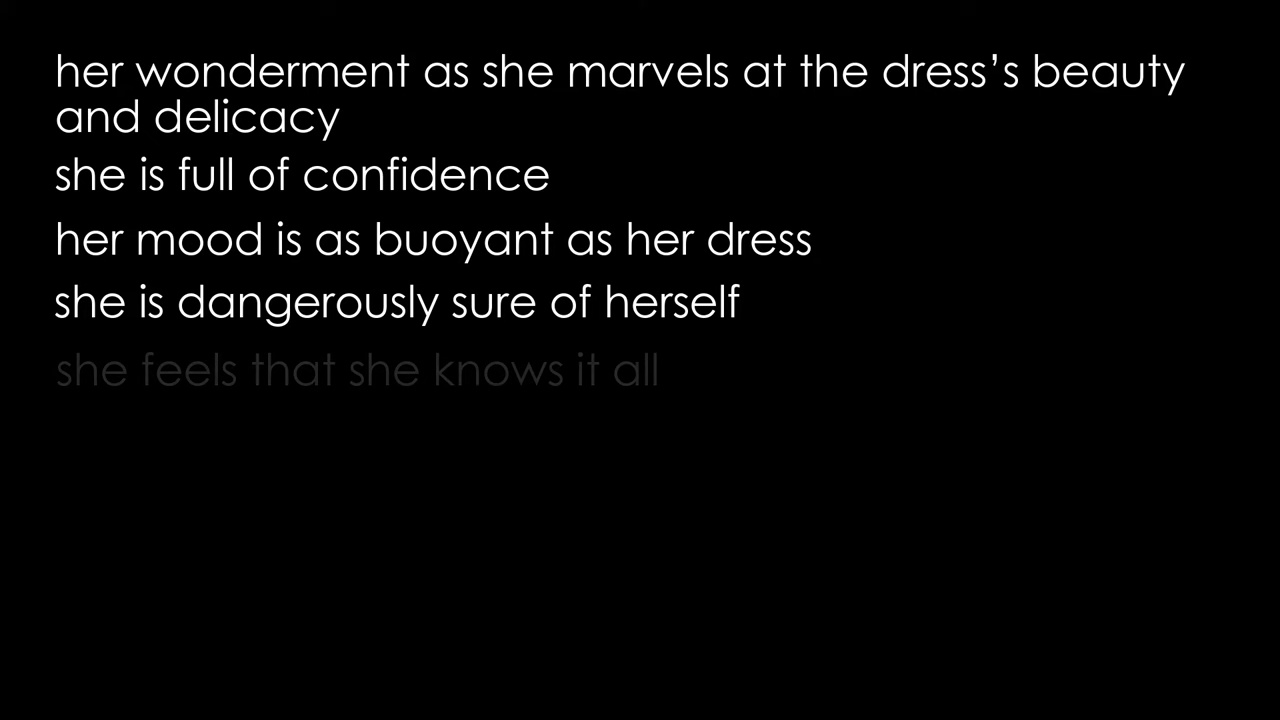 her wonderment as she marvels at the dress’s beauty
and delicacy
she is full of confidence
her mood is as buoyant as her dress
she is dangerously sure of herself
she feels that she knows it all